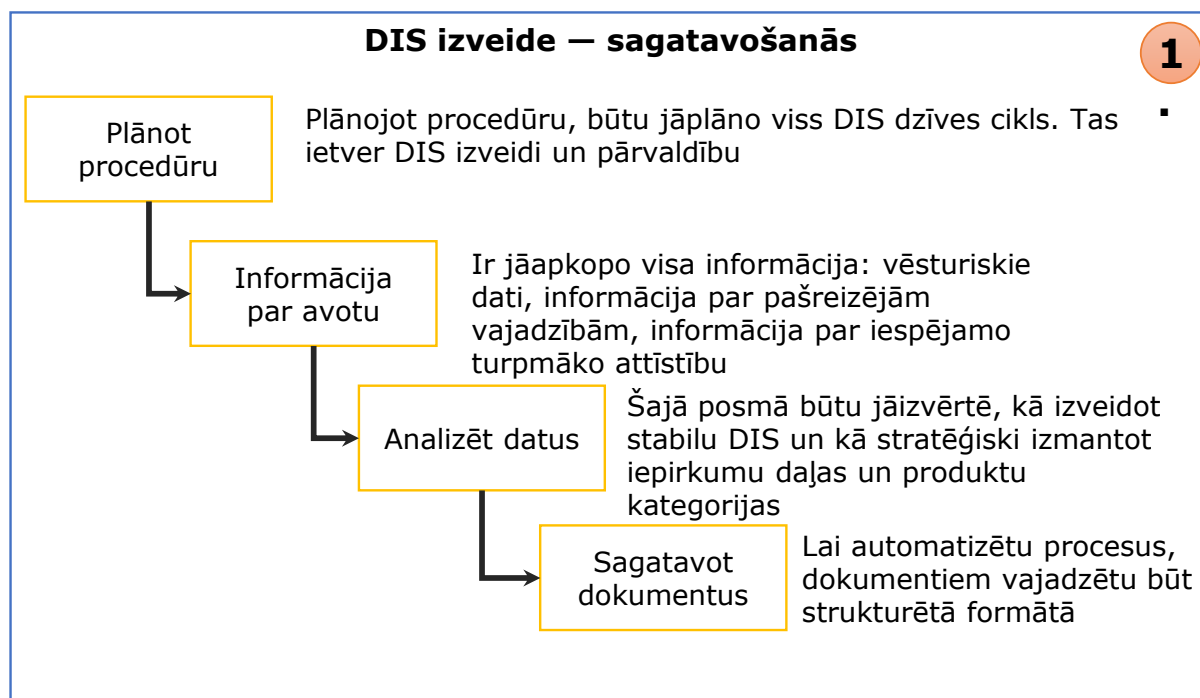 DIS izveide — sagatavošanās
1
Plānot
procedūru
Plānojot procedūru, būtu jāplāno viss DIS dzīves cikls. Tas
ietver DIS izveidi un pārvaldību
▪
Informācija
par avotu
Ir jāapkopo visa informācija: vēsturiskie
dati, informācija par pašreizējām
vajadzībām, informācija par iespējamo
turpmāko attīstību
Analizēt datus
Šajā posmā būtu jāizvērtē, kā izveidot
stabilu DIS un kā stratēģiski izmantot
iepirkumu daļas un produktu
kategorijas
Sagatavot
dokumentus
Lai automatizētu procesus,
dokumentiem vajadzētu būt
strukturētā formātā